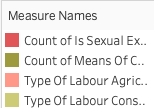 Measure Names
Count of Is Sexual Ex..
Count of Means Of C..
Type Of Labour Agric..
Type Of Labour Cons..